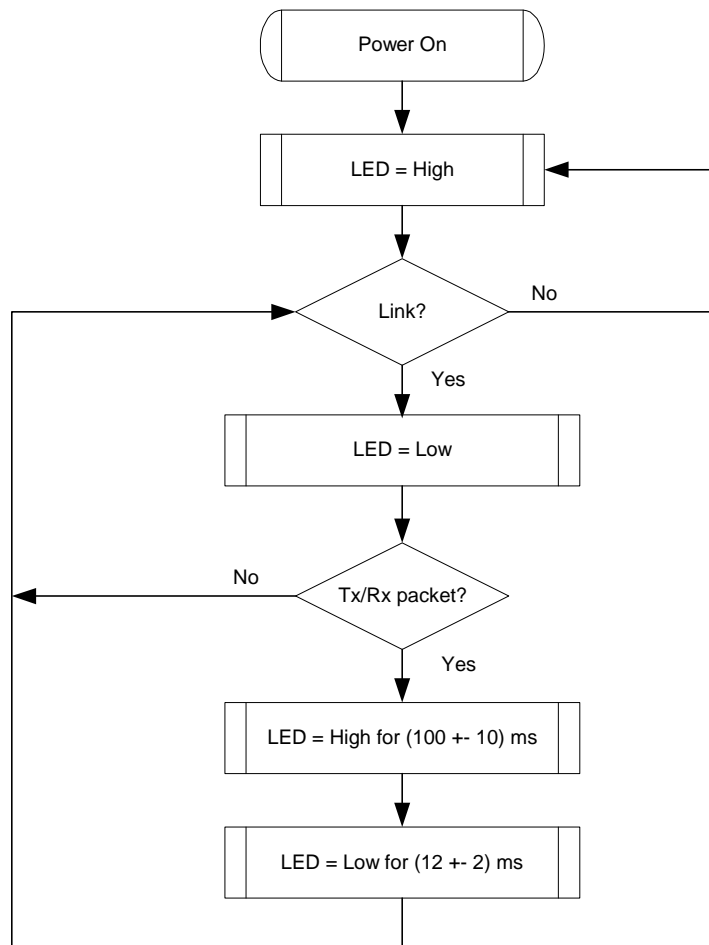 Power On
LED = High
Link?
No
Yes
LED = Low
No
Tx/Rx packet?
Yes
LED = High for (100 +- 10) ms
LED = Low for (12 +- 2) ms